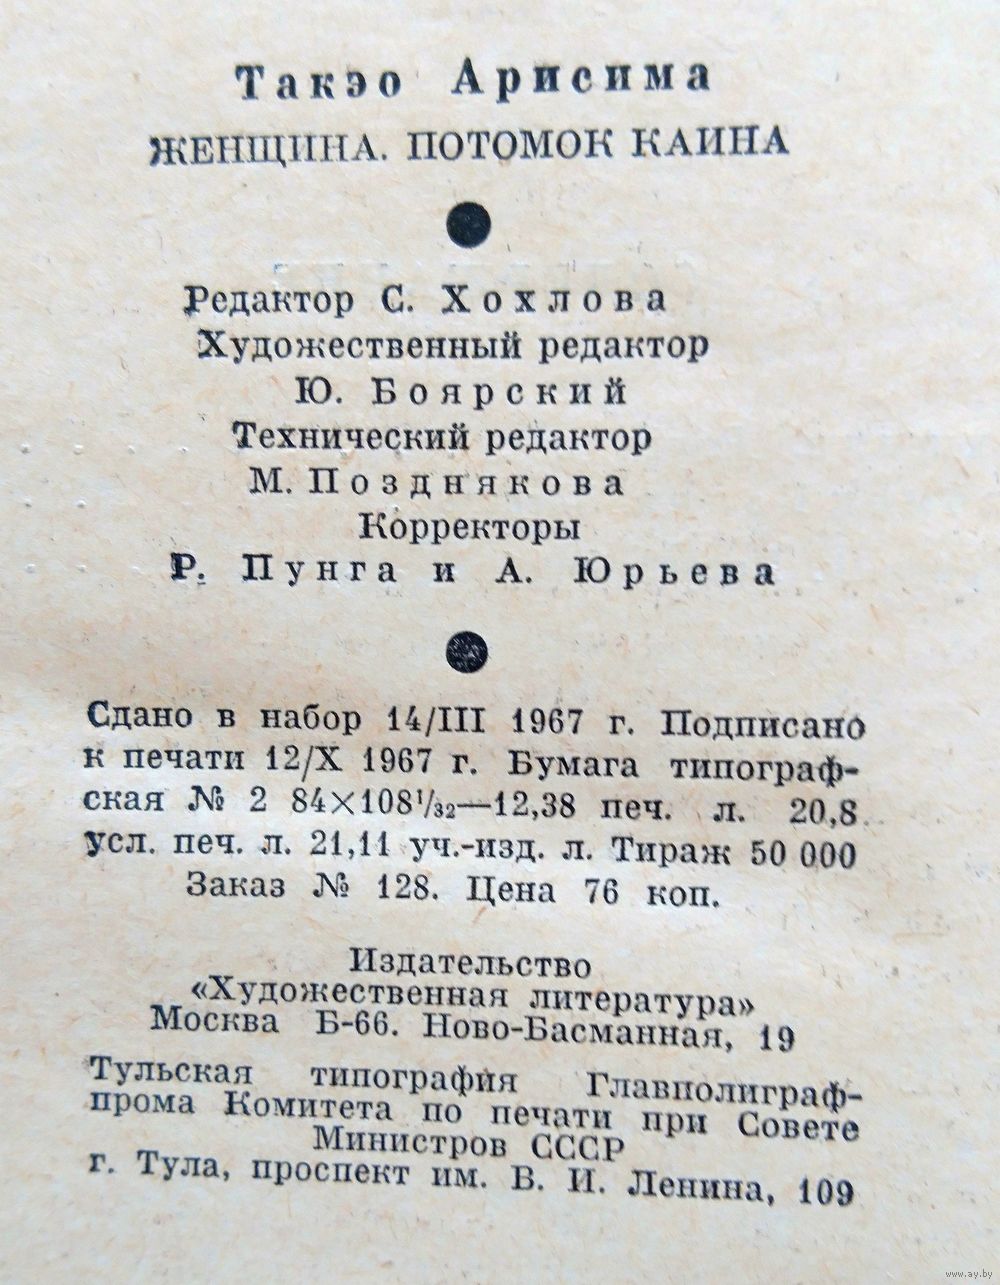 Такэо Арисима
ЖЕНЩИНА. ПОТОМОК КАИНА
Редактор С. Хохлова
Художественный редактор
Ю. Боярский
Технический редактор
М. Позднякова
Корректоры
Р. Пунга и А. Юрьева
Сдано в набор 14/III 1967 г. Подписано
к печати 12/X 1967 г. Бумага типограф-
ская № 2 84×108¹/₃₂—12,38 печ. л. 20,8
усл. печ. л. 21,11 уч.-изд. л. Тираж 50 000
Заказ № 128. Цена 76 коп.
Издательство
«Художественная литература»
Москва Б-66. Ново-Басманная, 19
Тульская типография Главполиграф-
прома Комитета по печати при Совете
Министров СССР
г. Тула, проспект им. В. И. Ленина, 109
www.ay.by